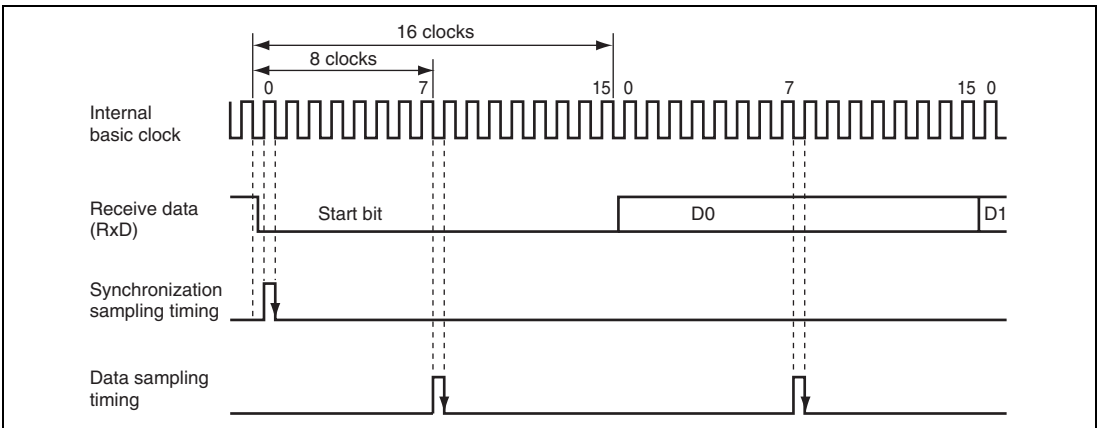 16 clocks
8 clocks
0 7 15 0 7 15 0
Internal
basic clock
Receive data
(RxD)
Start bit D0 D1
Synchronization
sampling timing
Data sampling
timing